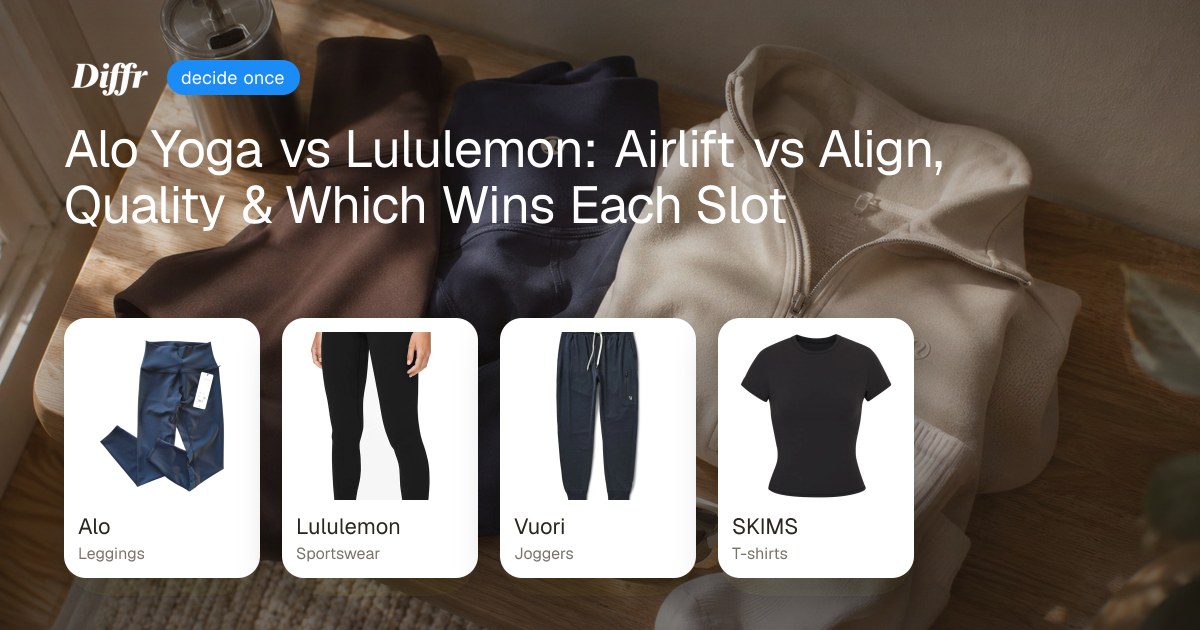 Diffr
decide once
Alo Yoga vs Lululemon: Airlift vs Align,
Quality & Which Wins Each Slot
Alo
Leggings
Lululemon
Sportswear
Vuori
Joggers
SKIMS
T-shirts